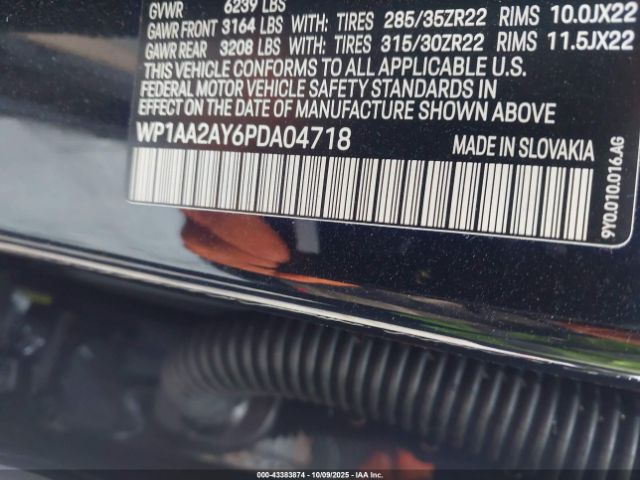 GVWR 6239 LBS
GAWR FRONT 3164 LBS WITH: TIRES 285/35ZR22 RIMS 10.0JX22
GAWR REAR 3208 LBS WITH: TIRES 315/30ZR22 RIMS 11.5JX22
THIS VEHICLE CONFORMS TO ALL APPLICABLE U.S.
FEDERAL MOTOR VEHICLE SAFETY STANDARDS IN
EFFECT ON THE DATE OF MANUFACTURE SHOWN ABOVE
WP1AA2AY6PDA04718 MADE IN SLOVAKIA
9Y0.010.016.AG
000-43383874 | 10/09/2025 | IAA Inc.